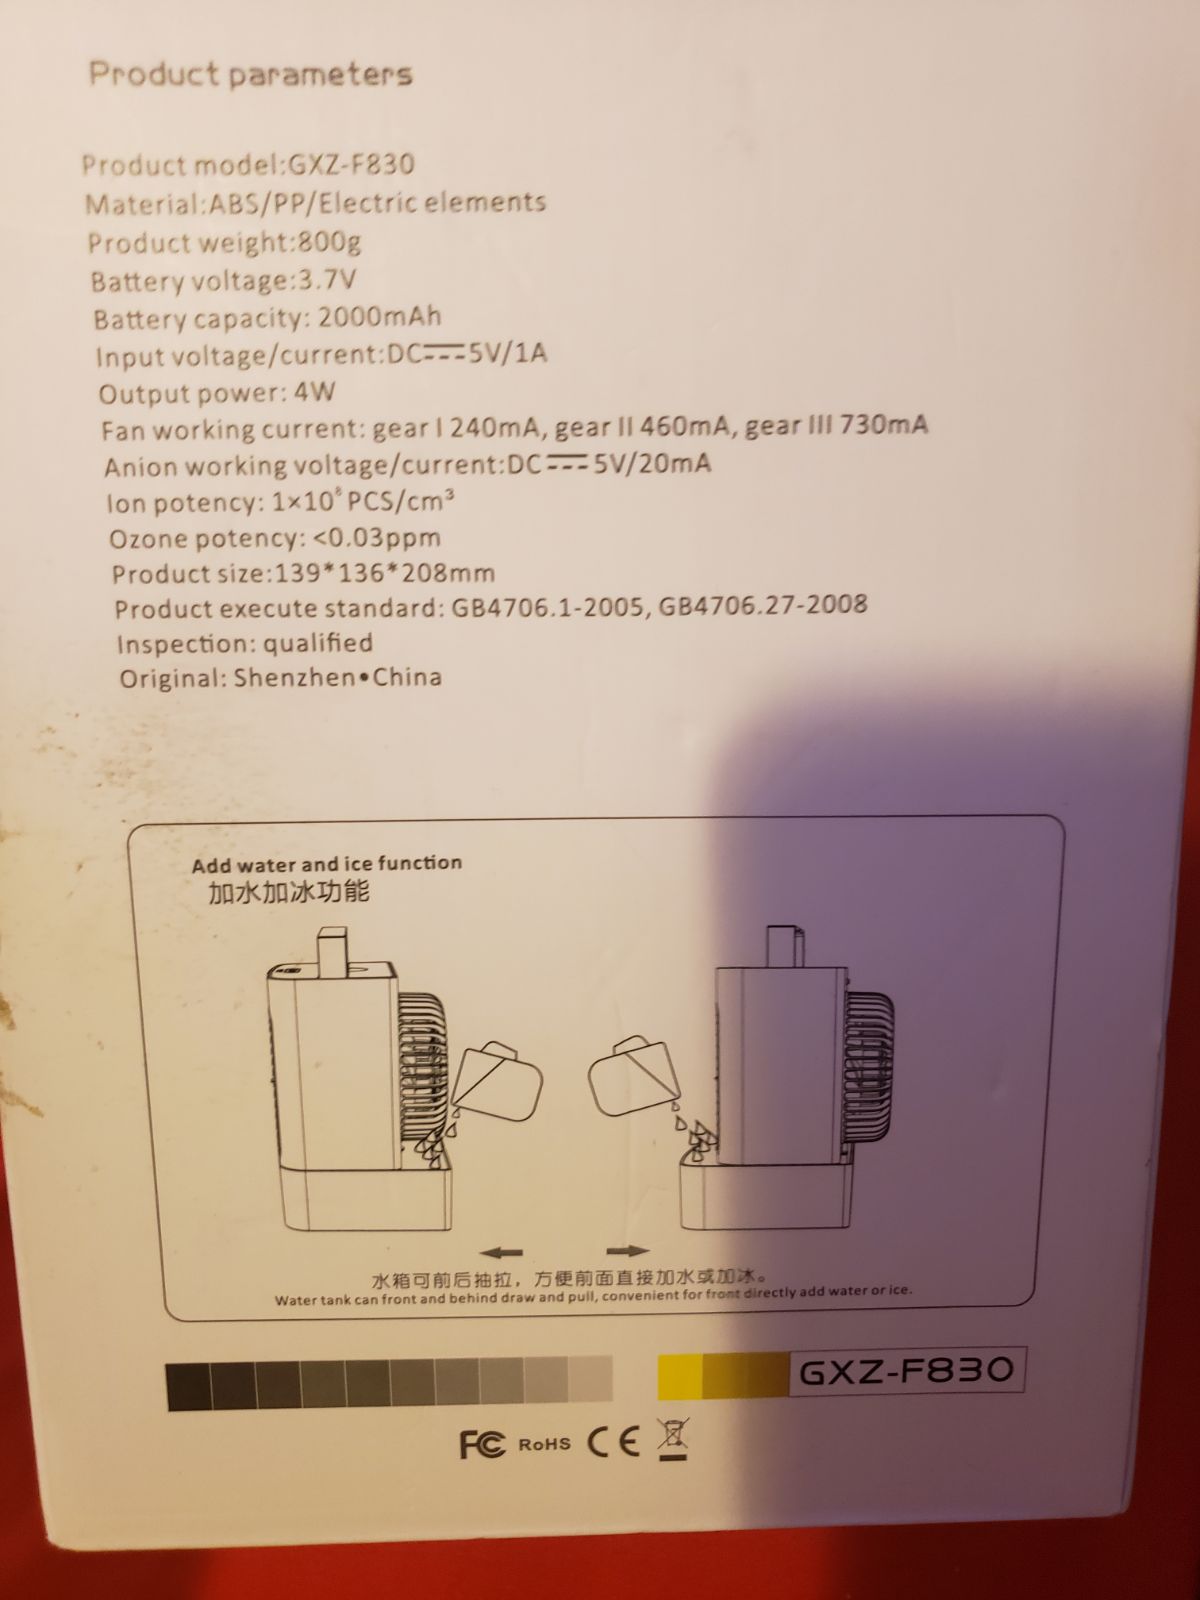 Product parameters
Product model:GXZ-F830
Material:ABS/PP/Electric elements
Product weight:800g
Battery voltage:3.7V
Battery capacity: 2000mAh
Input voltage/current:DC⎓5V/1A
Output power: 4W
Fan working current: gear I 240mA, gear II 460mA, gear III 730mA
Anion working voltage/current:DC⎓5V/20mA
Ion potency: 1×10⁸ PCS/cm³
Ozone potency: <0.03ppm
Product size:139*136*208mm
Product execute standard: GB4706.1-2005, GB4706.27-2008
Inspection: qualified
Original: Shenzhen•China
Add water and ice function
加水加冰功能
水箱可前后抽拉，方便前面直接加水或加冰。
Water tank can front and behind draw and pull, convenient for front directly add water or ice.
GXZ-F830
FC RoHS CE